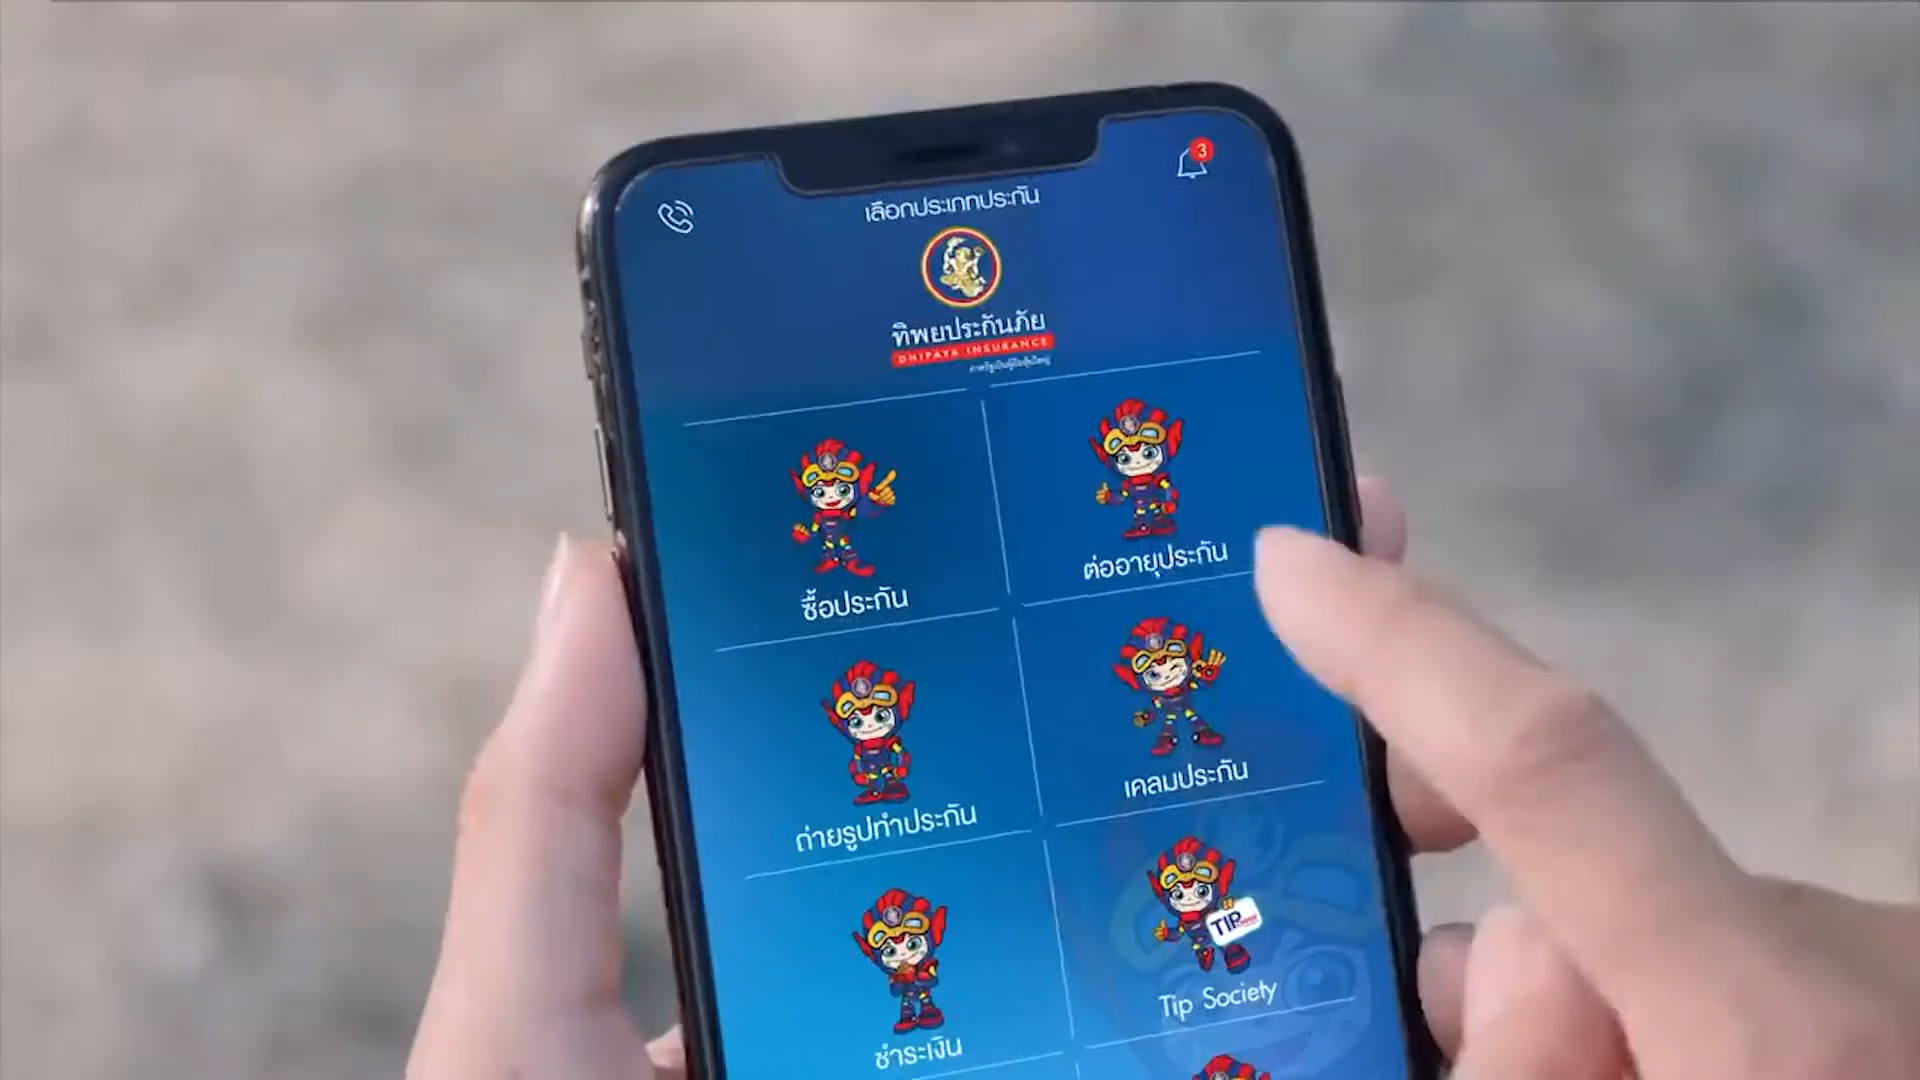 3
เลือกประเภทประกัน
ทิพยประกันภัย
DHIPAYA INSURANCE
ซื้อประกัน
ต่ออายุประกัน
ถ่ายรูปทำประกัน
เคลมประกัน
ชำระเงิน
TIP
Tip Society